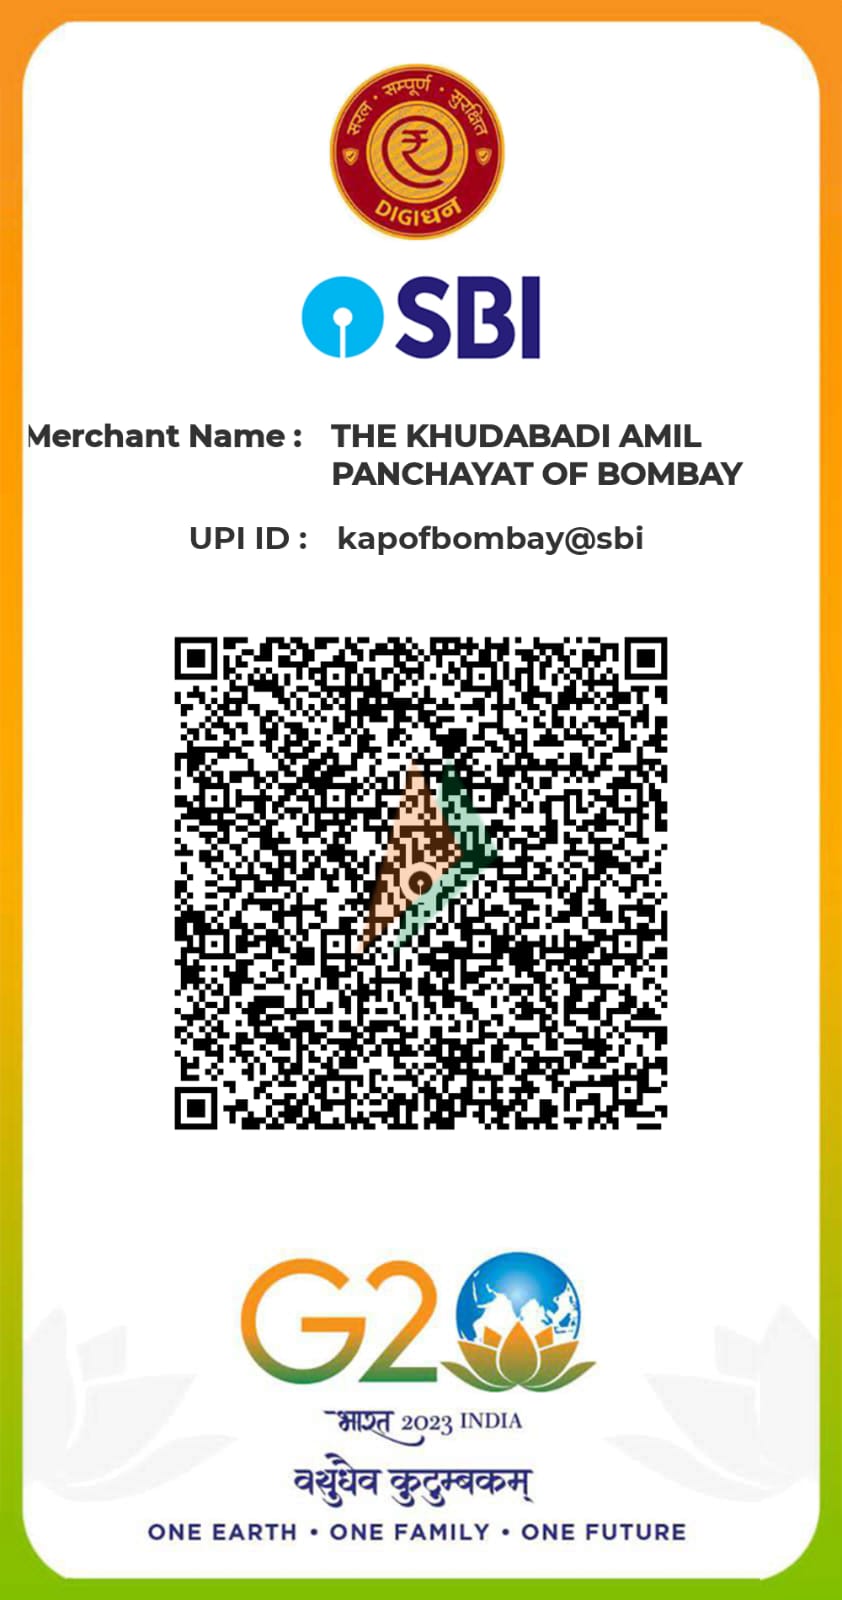 सरल • सम्पूर्ण • सुरक्षित
DIGIधन
SBI
Merchant Name : THE KHUDABADI AMIL
PANCHAYAT OF BOMBAY
UPI ID : kapofbombay@sbi
G20
भारत 2023 INDIA
वसुधैव कुटुम्बकम्
ONE EARTH • ONE FAMILY • ONE FUTURE